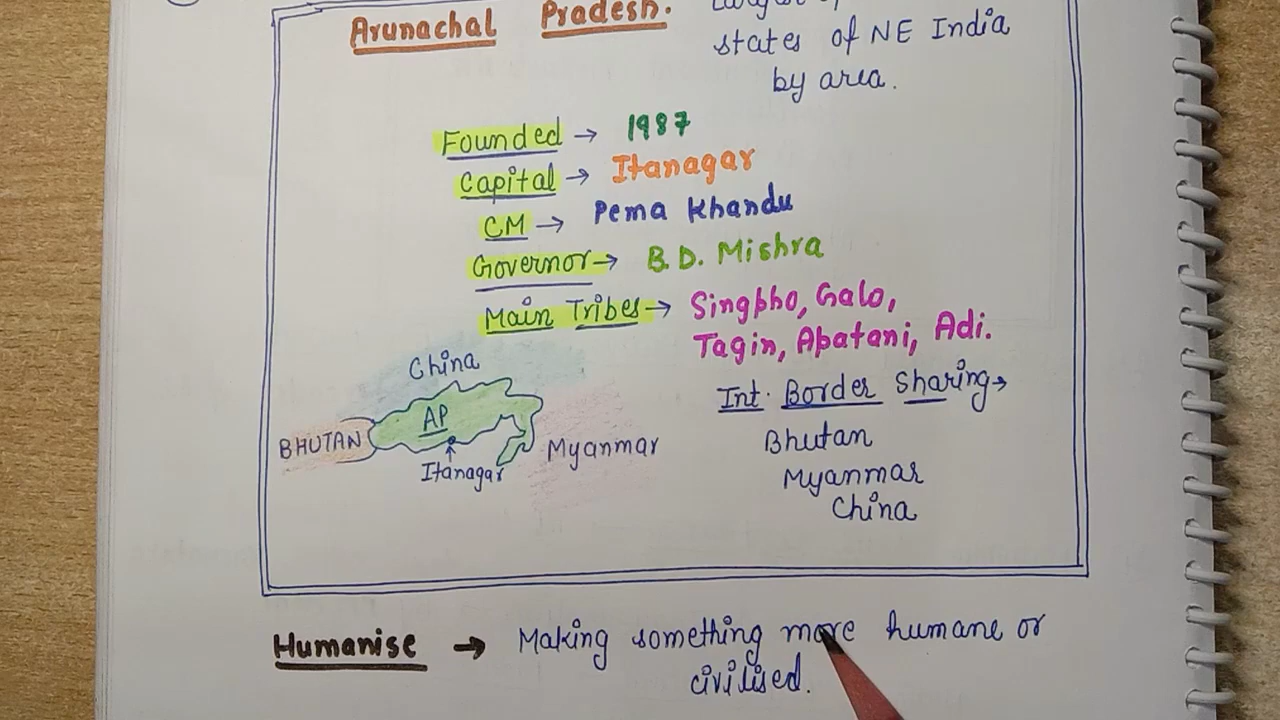 Arunachal Pradesh.
states of NE India
by area.
Founded → 1987
Capital → Itanagar
CM → Pema Khandu
Governor → B.D. Mishra
Main Tribes → Singpho, Galo,
Tagin, Apatani, Adi.
China
AP
BHUTAN
Itanagar
Myanmar
Int. Border Sharing →
Bhutan
Myanmar
China
Humanise → Making something more humane or
civilised.